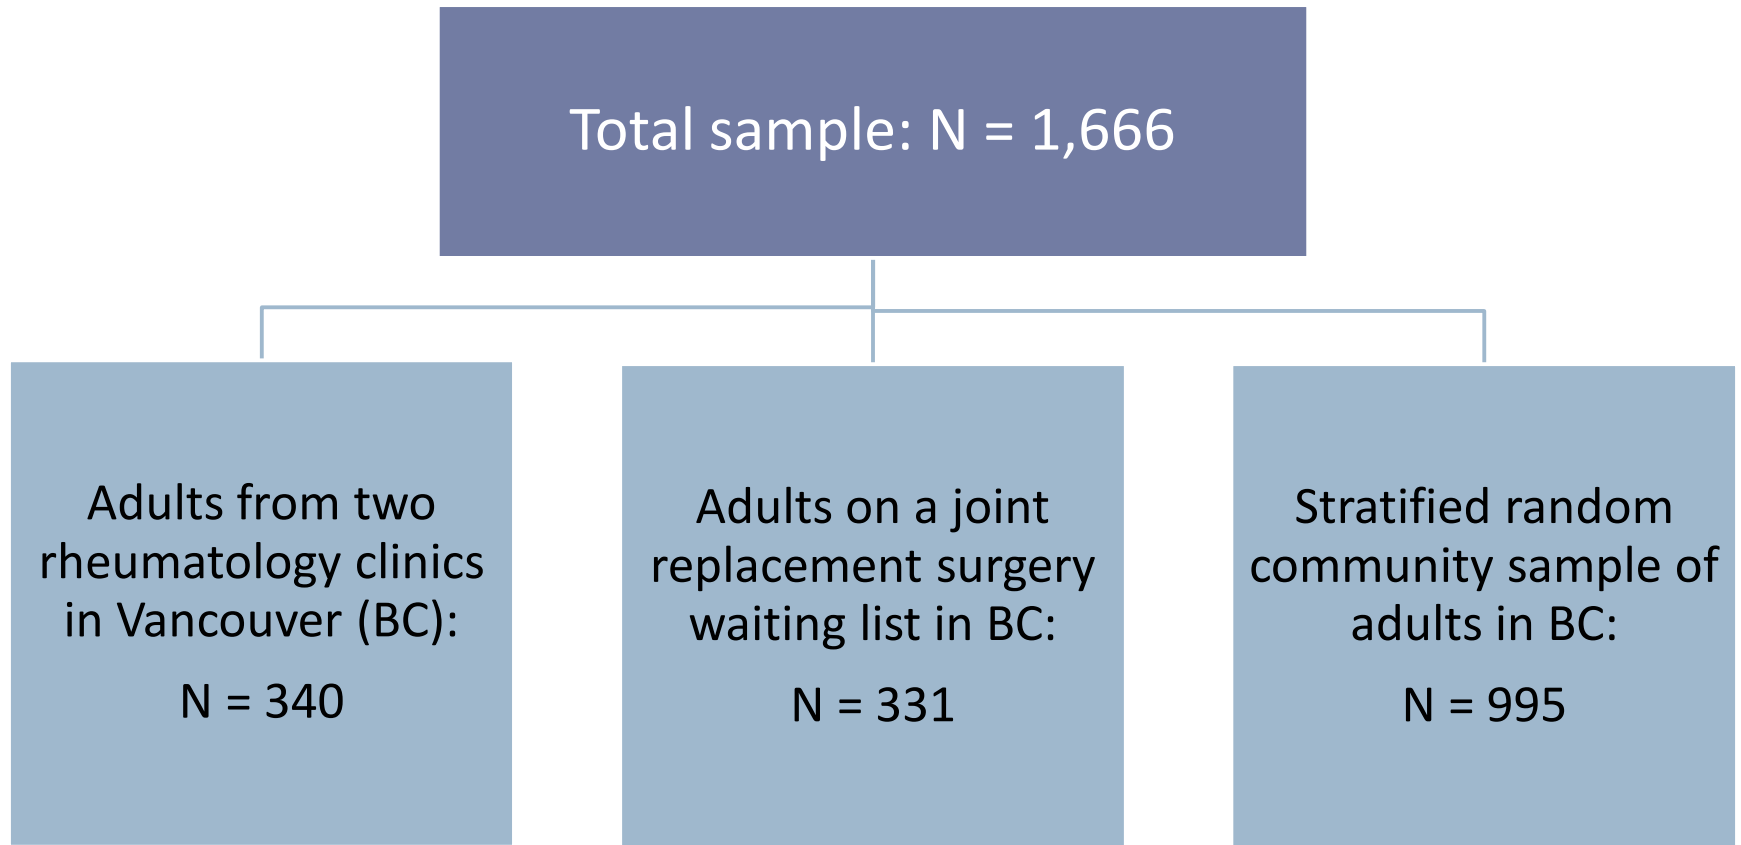 Total sample: N = 1,666
Adults from two
rheumatology clinics
in Vancouver (BC):
N = 340
Adults on a joint
replacement surgery
waiting list in BC:
N = 331
Stratified random
community sample of
adults in BC:
N = 995